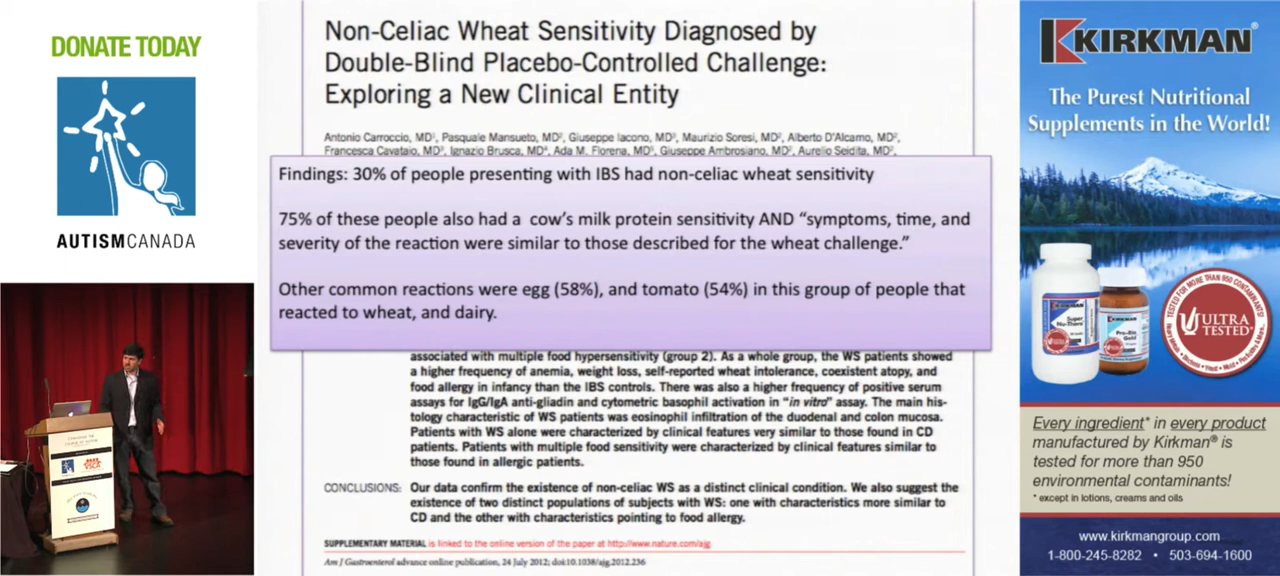 DONATE TODAY
AUTISMCANADA
Non-Celiac Wheat Sensitivity Diagnosed by
Double-Blind Placebo-Controlled Challenge:
Exploring a New Clinical Entity
Antonio Carroccio, MD¹, Pasquale Mansueto, MD², Giuseppe Iacono, MD³, Maurizio Soresi, MD², Alberto D'Alcamo, MD²,
Francesca Cavataio, MD³, Ignazio Brusca, MD⁴, Ada M. Florena, MD⁵, Giuseppe Ambrosiano, MD², Aurelio Seidita, MD²,
Findings: 30% of people presenting with IBS had non-celiac wheat sensitivity
75% of these people also had a cow's milk protein sensitivity AND “symptoms, time, and
severity of the reaction were similar to those described for the wheat challenge.”
Other common reactions were egg (58%), and tomato (54%) in this group of people that
reacted to wheat, and dairy.
associated with multiple food hypersensitivity (group 2). As a whole group, the WS patients showed
a higher frequency of anemia, weight loss, self-reported wheat intolerance, coexistent atopy, and
food allergy in infancy than the IBS controls. There was also a higher frequency of positive serum
assays for IgG/IgA anti-gliadin and cytometric basophil activation in “in vitro” assay. The main his-
tology characteristic of WS patients was eosinophil infiltration of the duodenal and colon mucosa.
Patients with WS alone were characterized by clinical features very similar to those found in CD
patients. Patients with multiple food sensitivity were characterized by clinical features similar to
those found in allergic patients.
CONCLUSIONS: Our data confirm the existence of non-celiac WS as a distinct clinical condition. We also suggest the
existence of two distinct populations of subjects with WS: one with characteristics more similar to
CD and the other with characteristics pointing to food allergy.
SUPPLEMENTARY MATERIAL is linked to the online version of the paper at http://www.nature.com/ajg
Am J Gastroenterol advance online publication, 24 July 2012; doi:10.1038/ajg.2012.236
KIRKMAN®
The Purest Nutritional
Supplements in the World!
KIRKMAN
Super
Nu-Thera
Pro-Bio
Gold
TESTED FOR MORE THAN 950 CONTAMINANTS!
ULTRA
TESTED®
Every ingredient* in every product
manufactured by Kirkman® is
tested for more than 950
environmental contaminants!
* except in lotions, creams and oils
www.kirkmangroup.com
1-800-245-8282 • 503-694-1600